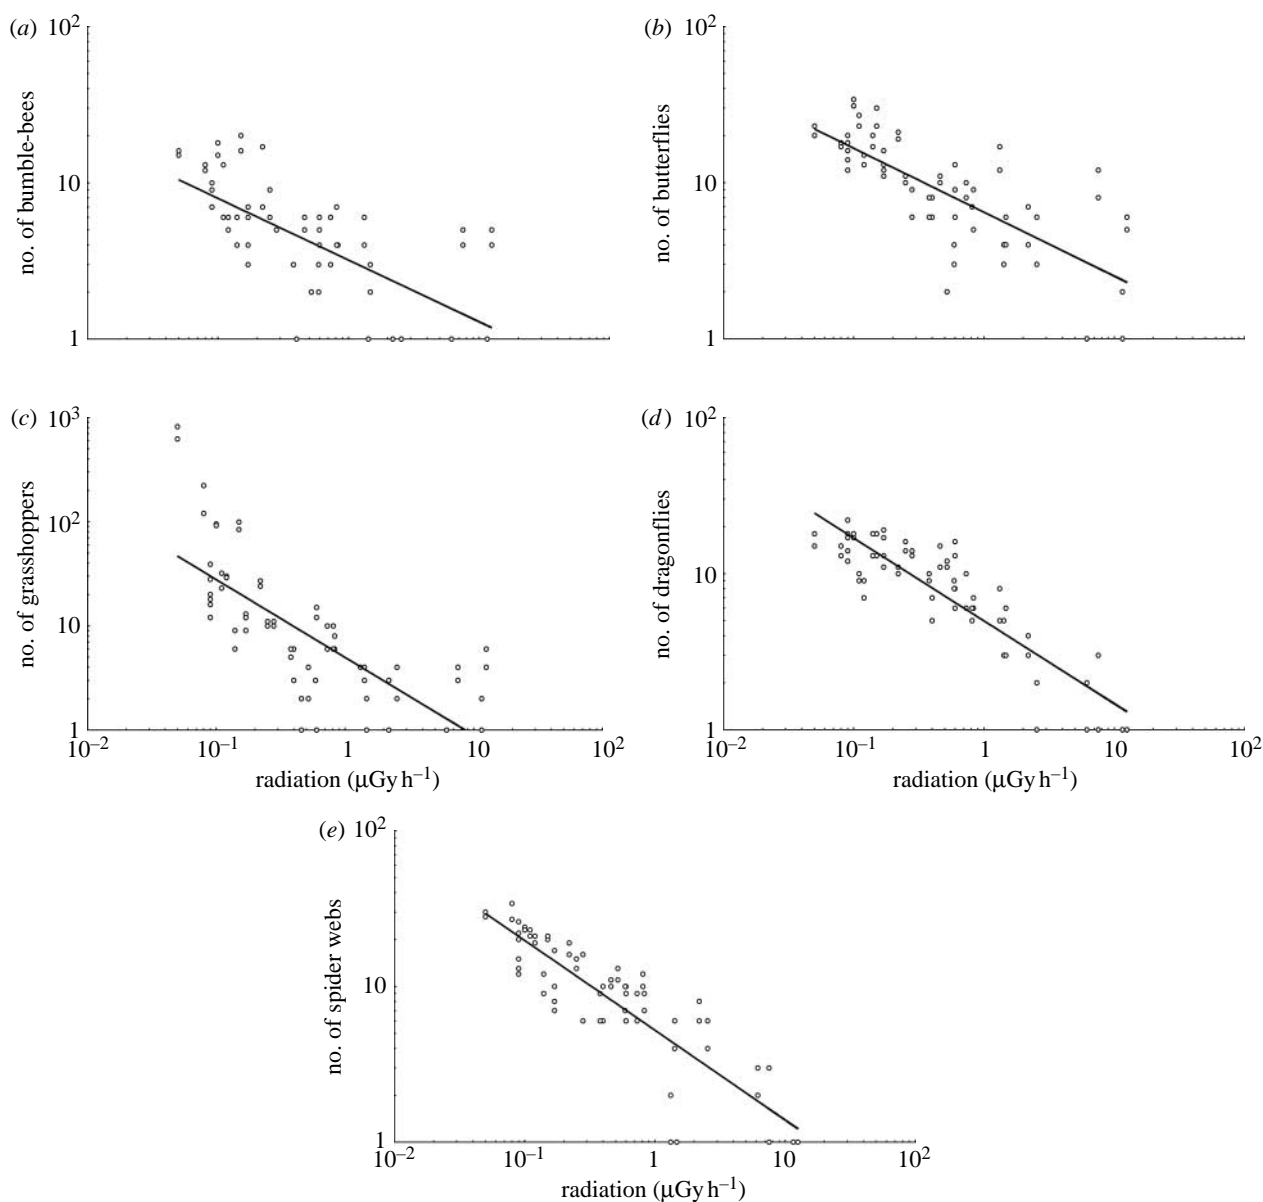 (a)
10²
10
1
no. of bumble-bees
(b)
10²
10
1
no. of butterflies
(c)
10³
10²
10
1
no. of grasshoppers
10⁻² 10⁻¹ 1 10 10²
radiation (μGy h⁻¹)
(d)
10²
10
1
no. of dragonflies
10⁻² 10⁻¹ 1 10 10²
radiation (μGy h⁻¹)
(e)
10²
10
1
no. of spider webs
10⁻² 10⁻¹ 1 10 10²
radiation (μGy h⁻¹)